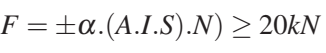 F = ±α.(A.I.S).N) ≥ 20kN